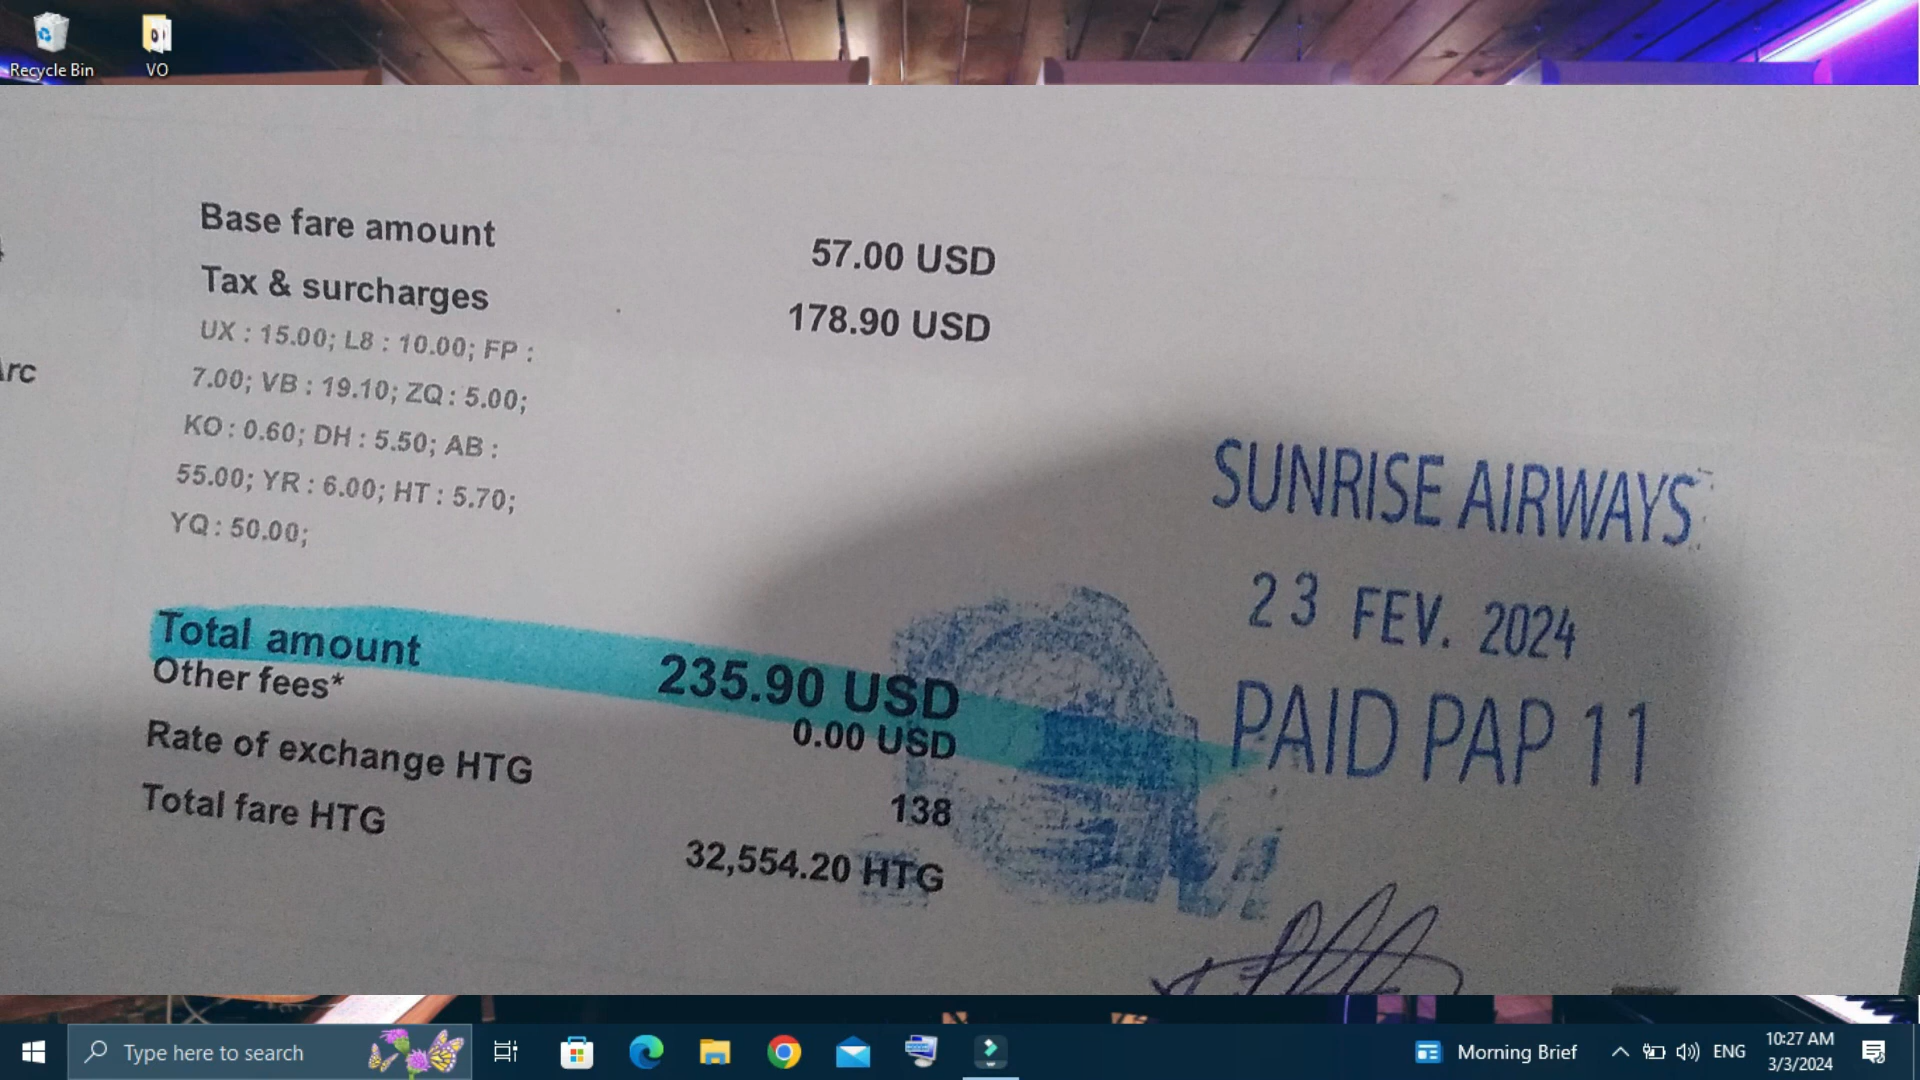 Recycle Bin
VO
Base fare amount 57.00 USD
Tax & surcharges 178.90 USD
UX : 15.00; L8 : 10.00; FP :
7.00; VB : 19.10; ZQ : 5.00;
KO : 0.60; DH : 5.50; AB :
55.00; YR : 6.00; HT : 5.70;
YQ : 50.00;
Total amount 235.90 USD
Other fees* 0.00 USD
Rate of exchange HTG 138
Total fare HTG 32,554.20 HTG
SUNRISE AIRWAYS
23 FEV. 2024
PAID PAP 11
Type here to search
Morning Brief
ENG
10:27 AM
3/3/2024